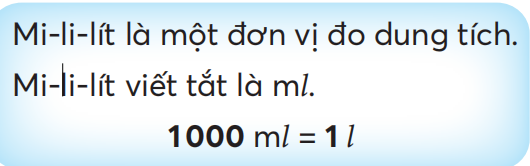 Mi-li-lít là một đơn vị đo dung tích.
Mi-li-lít viết tắt là ml.
1000 ml = 1 l